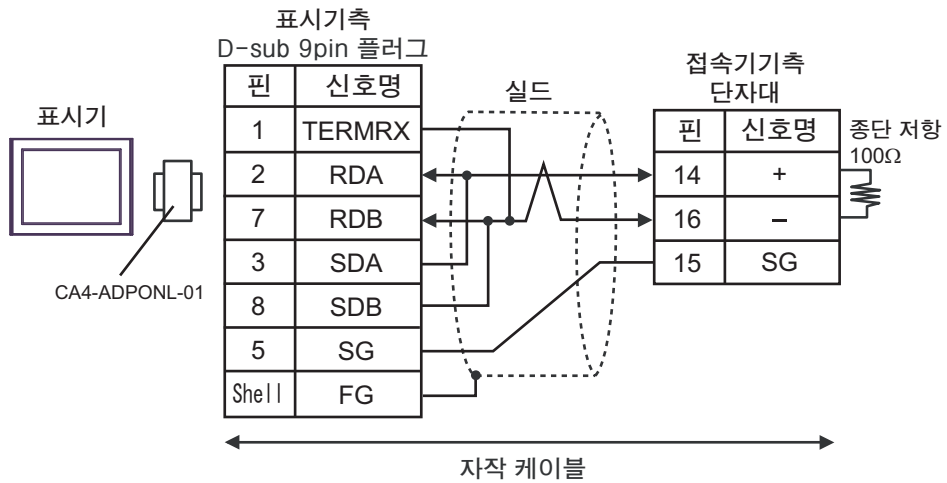 표시기
CA4-ADPONL-01
표시기측
D-sub 9pin 플러그
핀 신호명
1 TERMRX
2 RDA
7 RDB
3 SDA
8 SDB
5 SG
Shell FG
실드
접속기기측
단자대
핀 신호명
14 +
16 –
15 SG
종단 저항
100Ω
자작 케이블